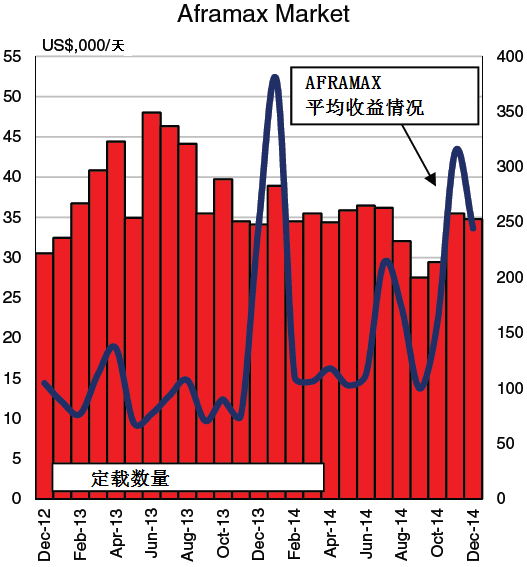 Aframax Market
US$,000/天
55
50
45
40
35
30
25
20
15
10
5
0
400
350
300
250
200
150
100
50
0
AFRAMAX
平均收益情况
定载数量
Dec-12
Feb-13
Apr-13
Jun-13
Aug-13
Oct-13
Dec-13
Feb-14
Apr-14
Jun-14
Aug-14
Oct-14
Dec-14